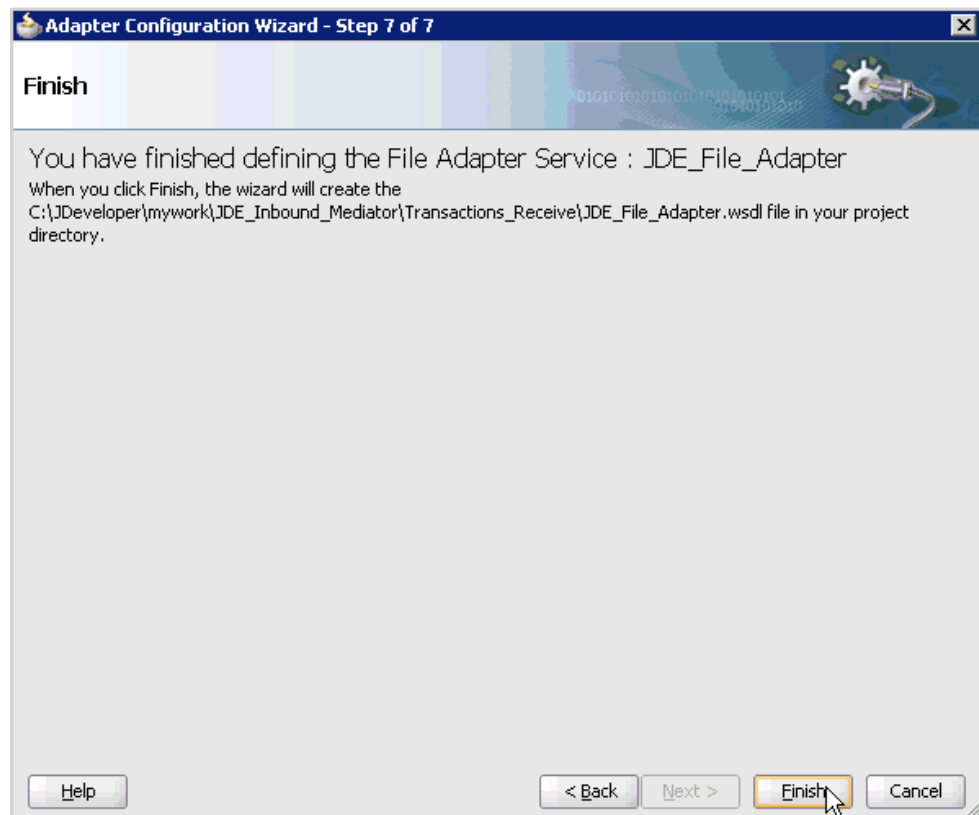 Adapter Configuration Wizard - Step 7 of 7
Finish
You have finished defining the File Adapter Service : JDE_File_Adapter
When you click Finish, the wizard will create the
C:\JDeveloper\mywork\JDE_Inbound_Mediator\Transactions_Receive\JDE_File_Adapter.wsdl file in your project
directory.
Help
< Back
Next >
Finish
Cancel